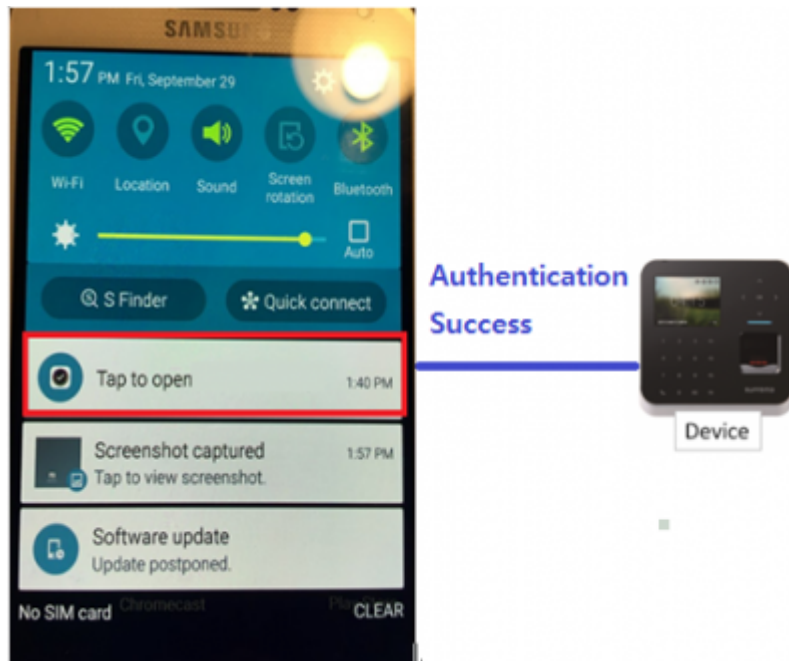 SAMSU
1:57 PM Fri, September 29
Wi-Fi
Location
Sound
Screen
rotation
Bluetooth
Auto
S Finder
Quick connect
Tap to open
1:40 PM
Screenshot captured
1:57 PM
Tap to view screenshot.
Software update
Update postponed.
No SIM card
Chromecast
CLEAR
Authentication
Success
Device